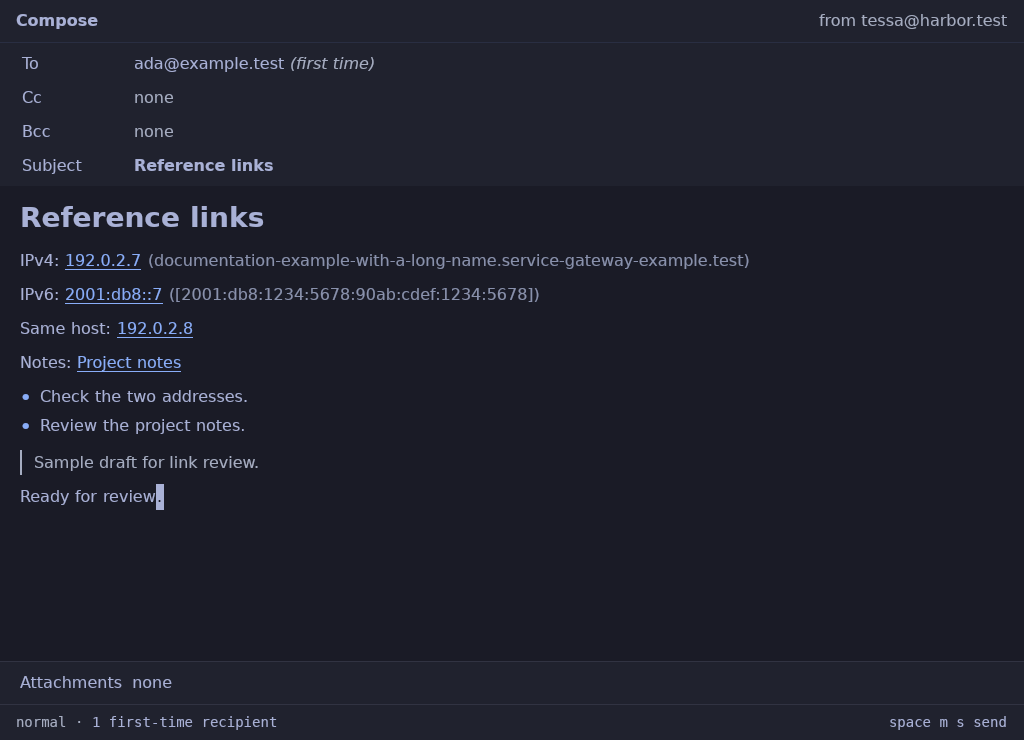 Compose from tessa@harbor.test
To ada@example.test (first time)
Cc none
Bcc none
Subject Reference links
Reference links
IPv4: 192.0.2.7 (documentation-example-with-a-long-name.service-gateway-example.test)
IPv6: 2001:db8::7 ([2001:db8:1234:5678:90ab:cdef:1234:5678])
Same host: 192.0.2.8
Notes: Project notes
• Check the two addresses.
• Review the project notes.
Sample draft for link review.
Ready for review.
Attachments none
normal · 1 first-time recipient space m s send